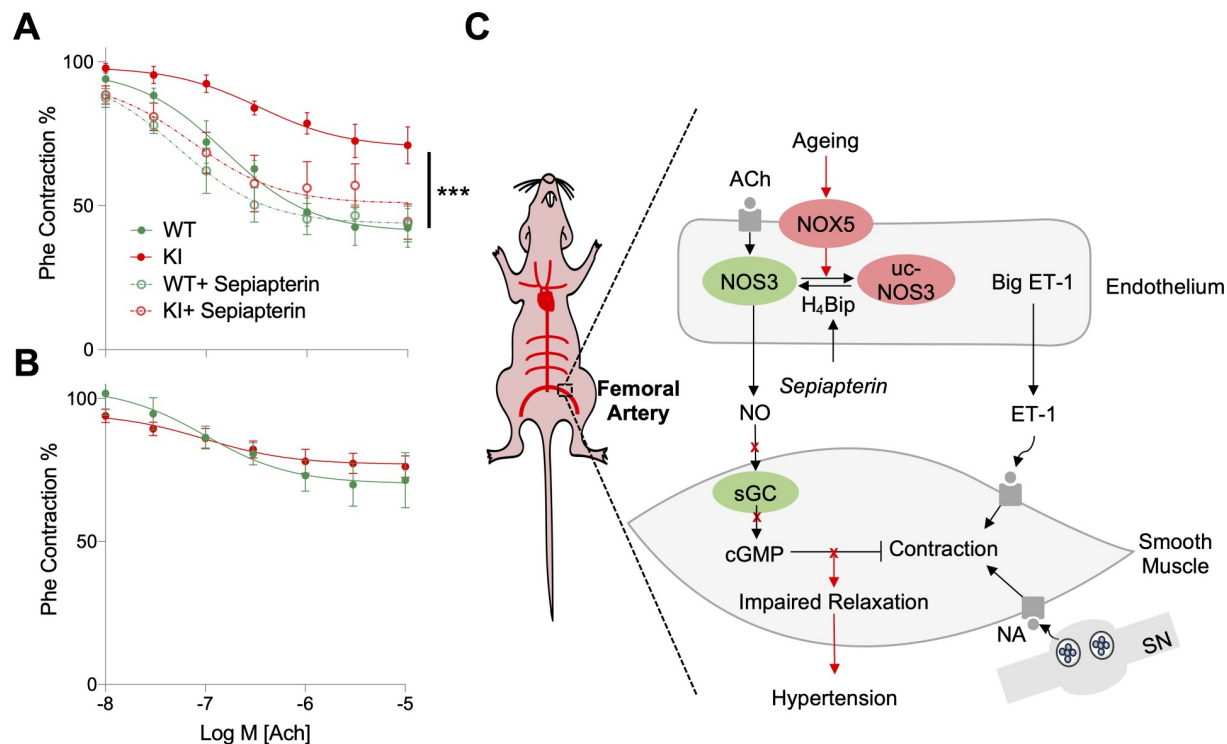 A
100
50
0
Phe Contraction %
WT
KI
WT+ Sepiapterin
KI+ Sepiapterin
***
B
100
50
0
Phe Contraction %
-8
-7
-6
-5
Log M [Ach]
C
Femoral
Artery
Ageing
ACh
NOX5
NOS3
uc-
NOS3
H₄Bip
Big ET-1
Endothelium
Sepiapterin
NO
ET-1
x
sGC
x
cGMP
x
Contraction
Smooth
Muscle
Impaired Relaxation
NA
SN
Hypertension